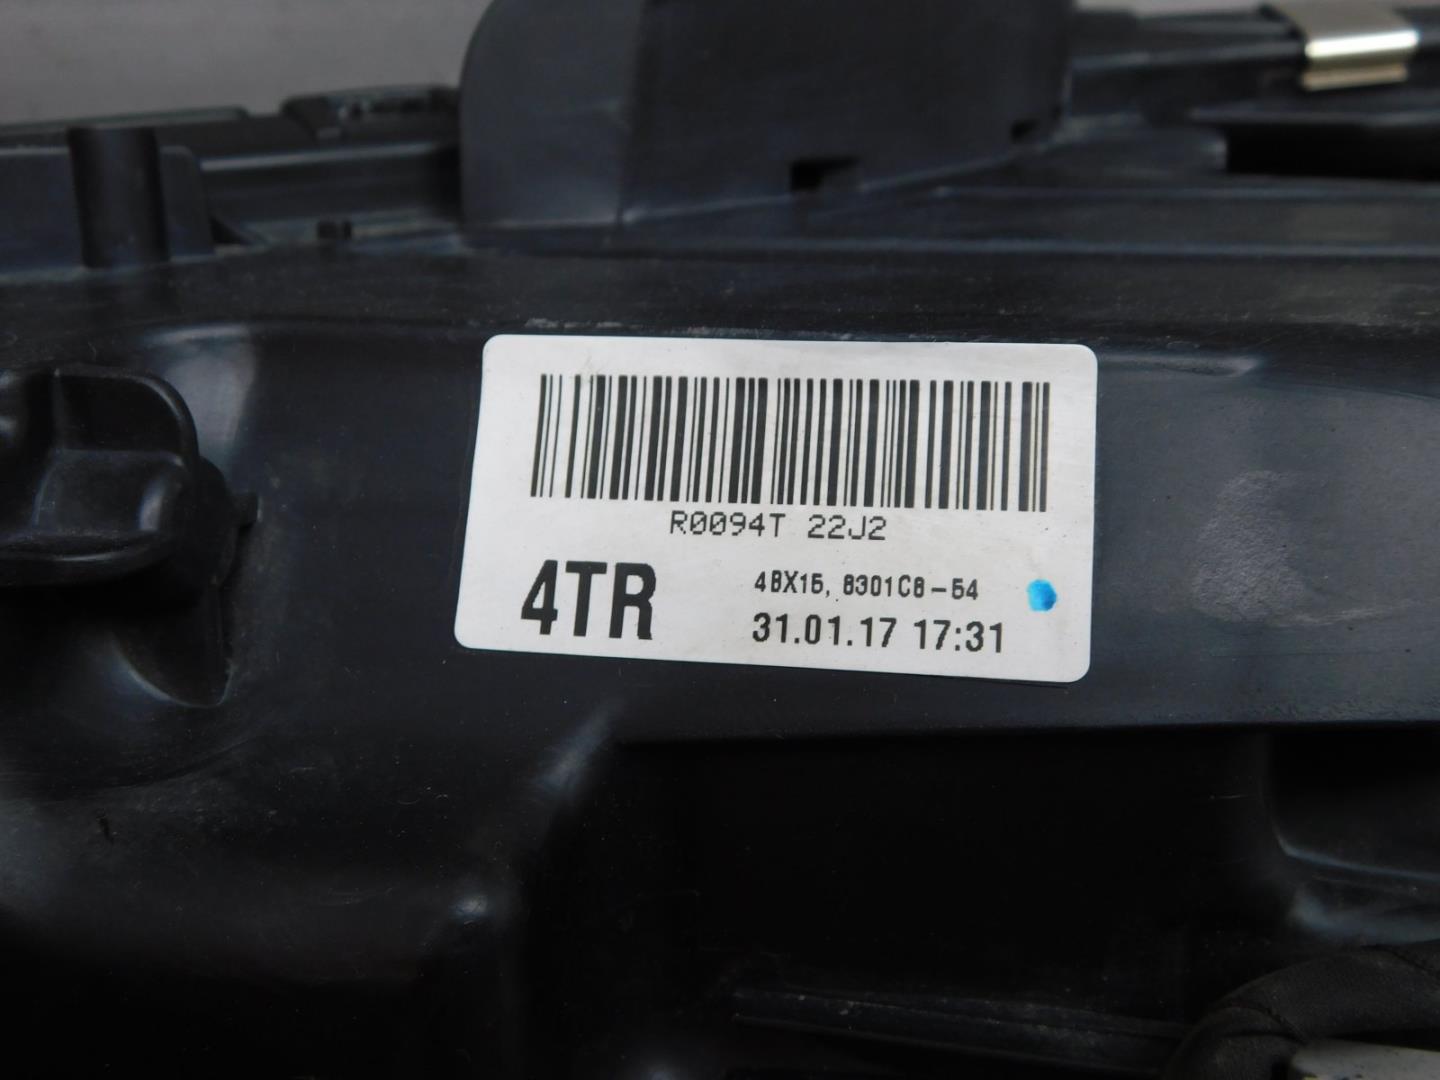 R0094T 22J2
4TR
4BX15, 8301C8-54
31.01.17 17:31